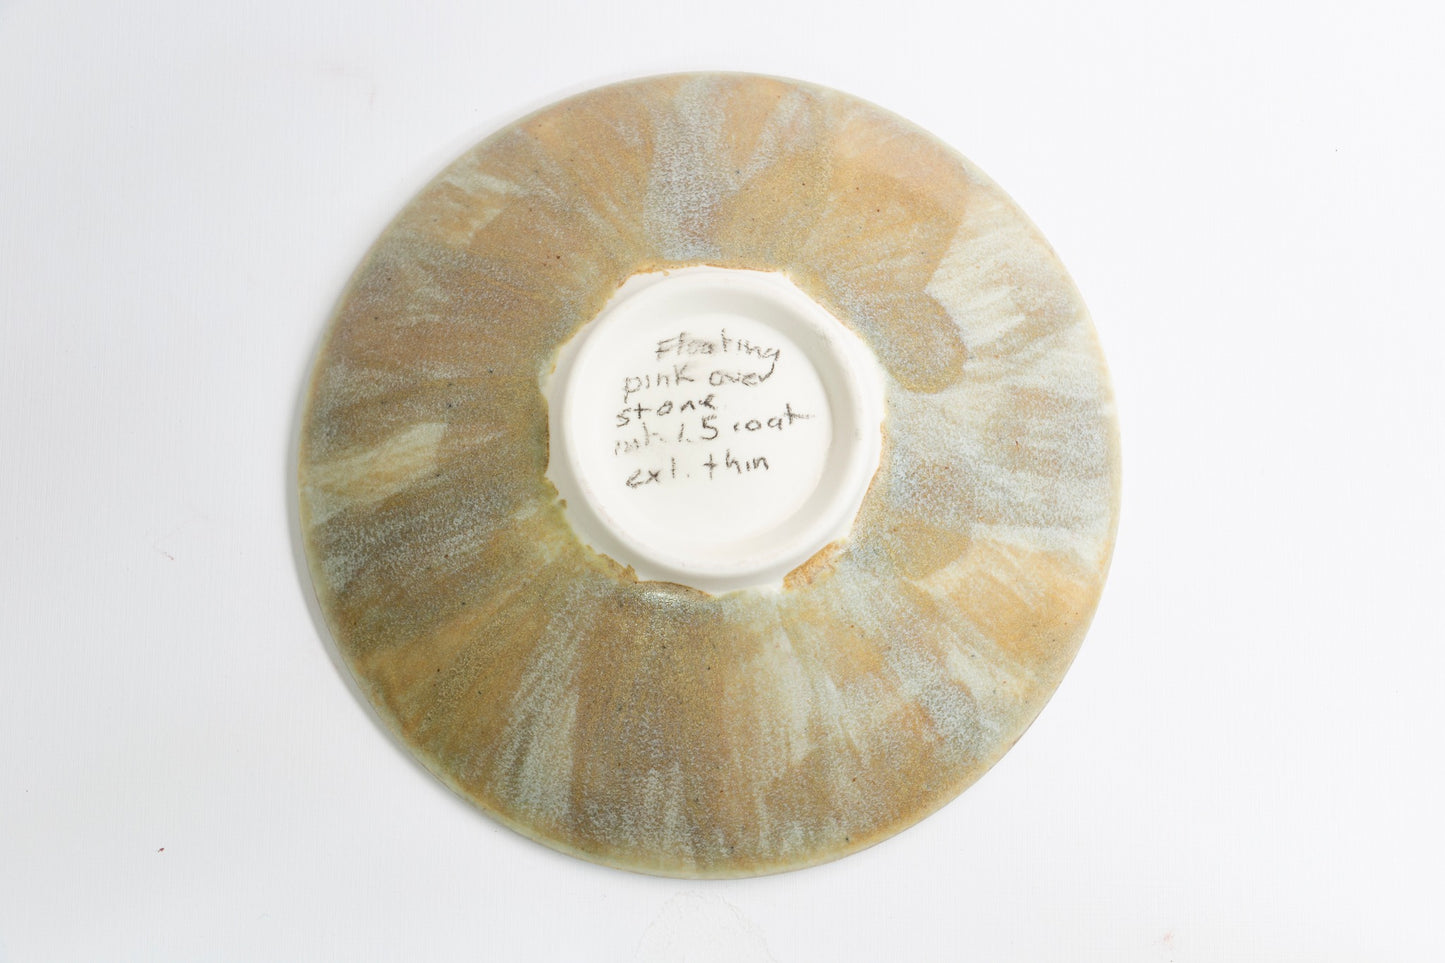 Floating
pink over
stone
int. 1.5 coat
ext. thin